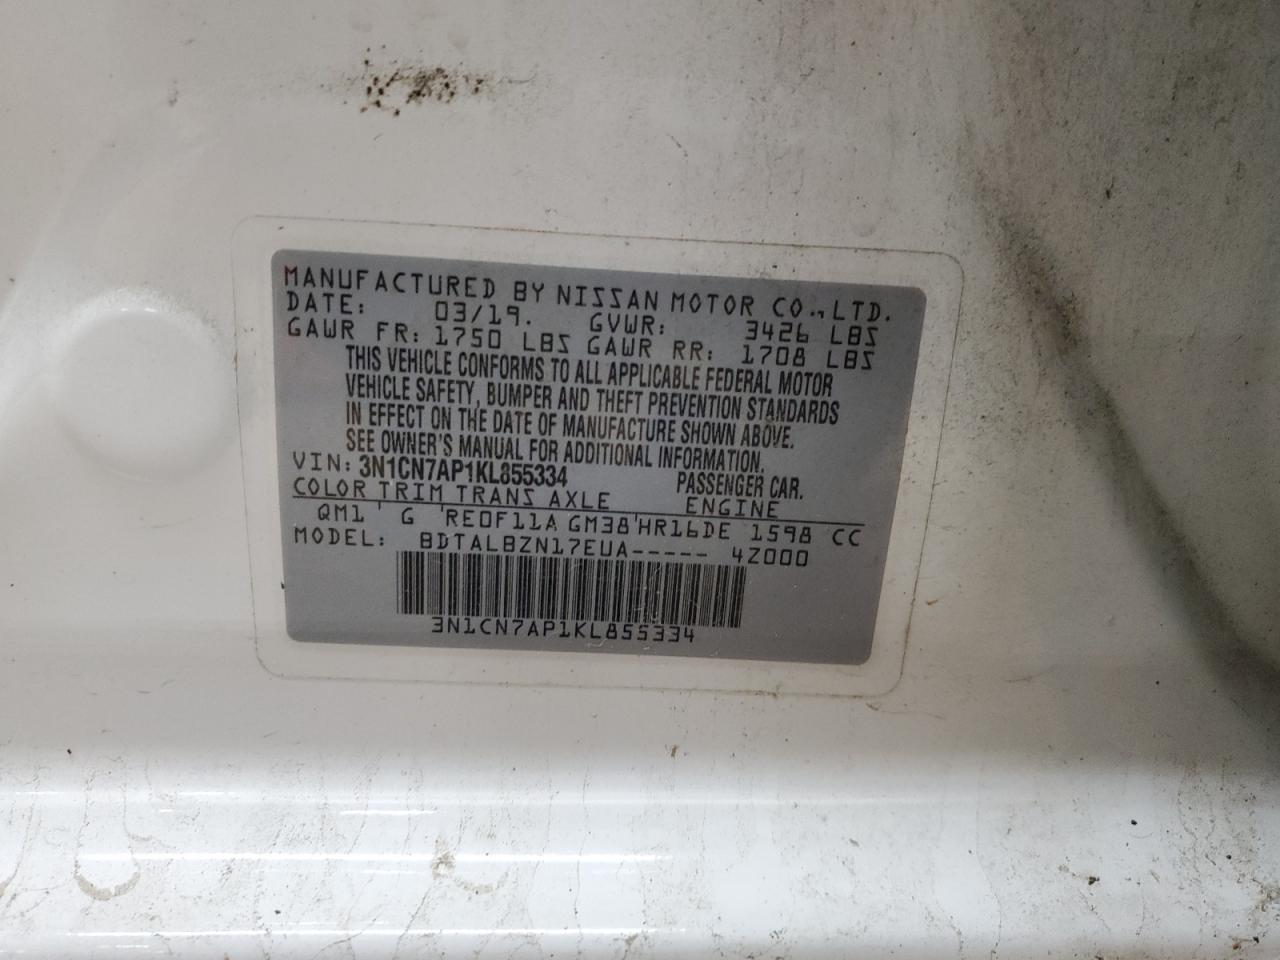 MANUFACTURED BY NISSAN MOTOR CO., LTD.
DATE: 03/19. GVWR: 3426 LBS
GAWR FR: 1750 LBS GAWR RR: 1708 LBS
THIS VEHICLE CONFORMS TO ALL APPLICABLE FEDERAL MOTOR
VEHICLE SAFETY, BUMPER AND THEFT PREVENTION STANDARDS
IN EFFECT ON THE DATE OF MANUFACTURE SHOWN ABOVE.
SEE OWNER'S MANUAL FOR ADDITIONAL INFORMATION.
VIN: 3N1CN7AP1KL855334 PASSENGER CAR.
COLOR TRIM TRANS AXLE ENGINE
QM1 ' G 'RE0F11A GM38'HR16DE 1598 CC
MODEL: BDTALBZN17EUA----- 4Z000
3N1CN7AP1KL855334